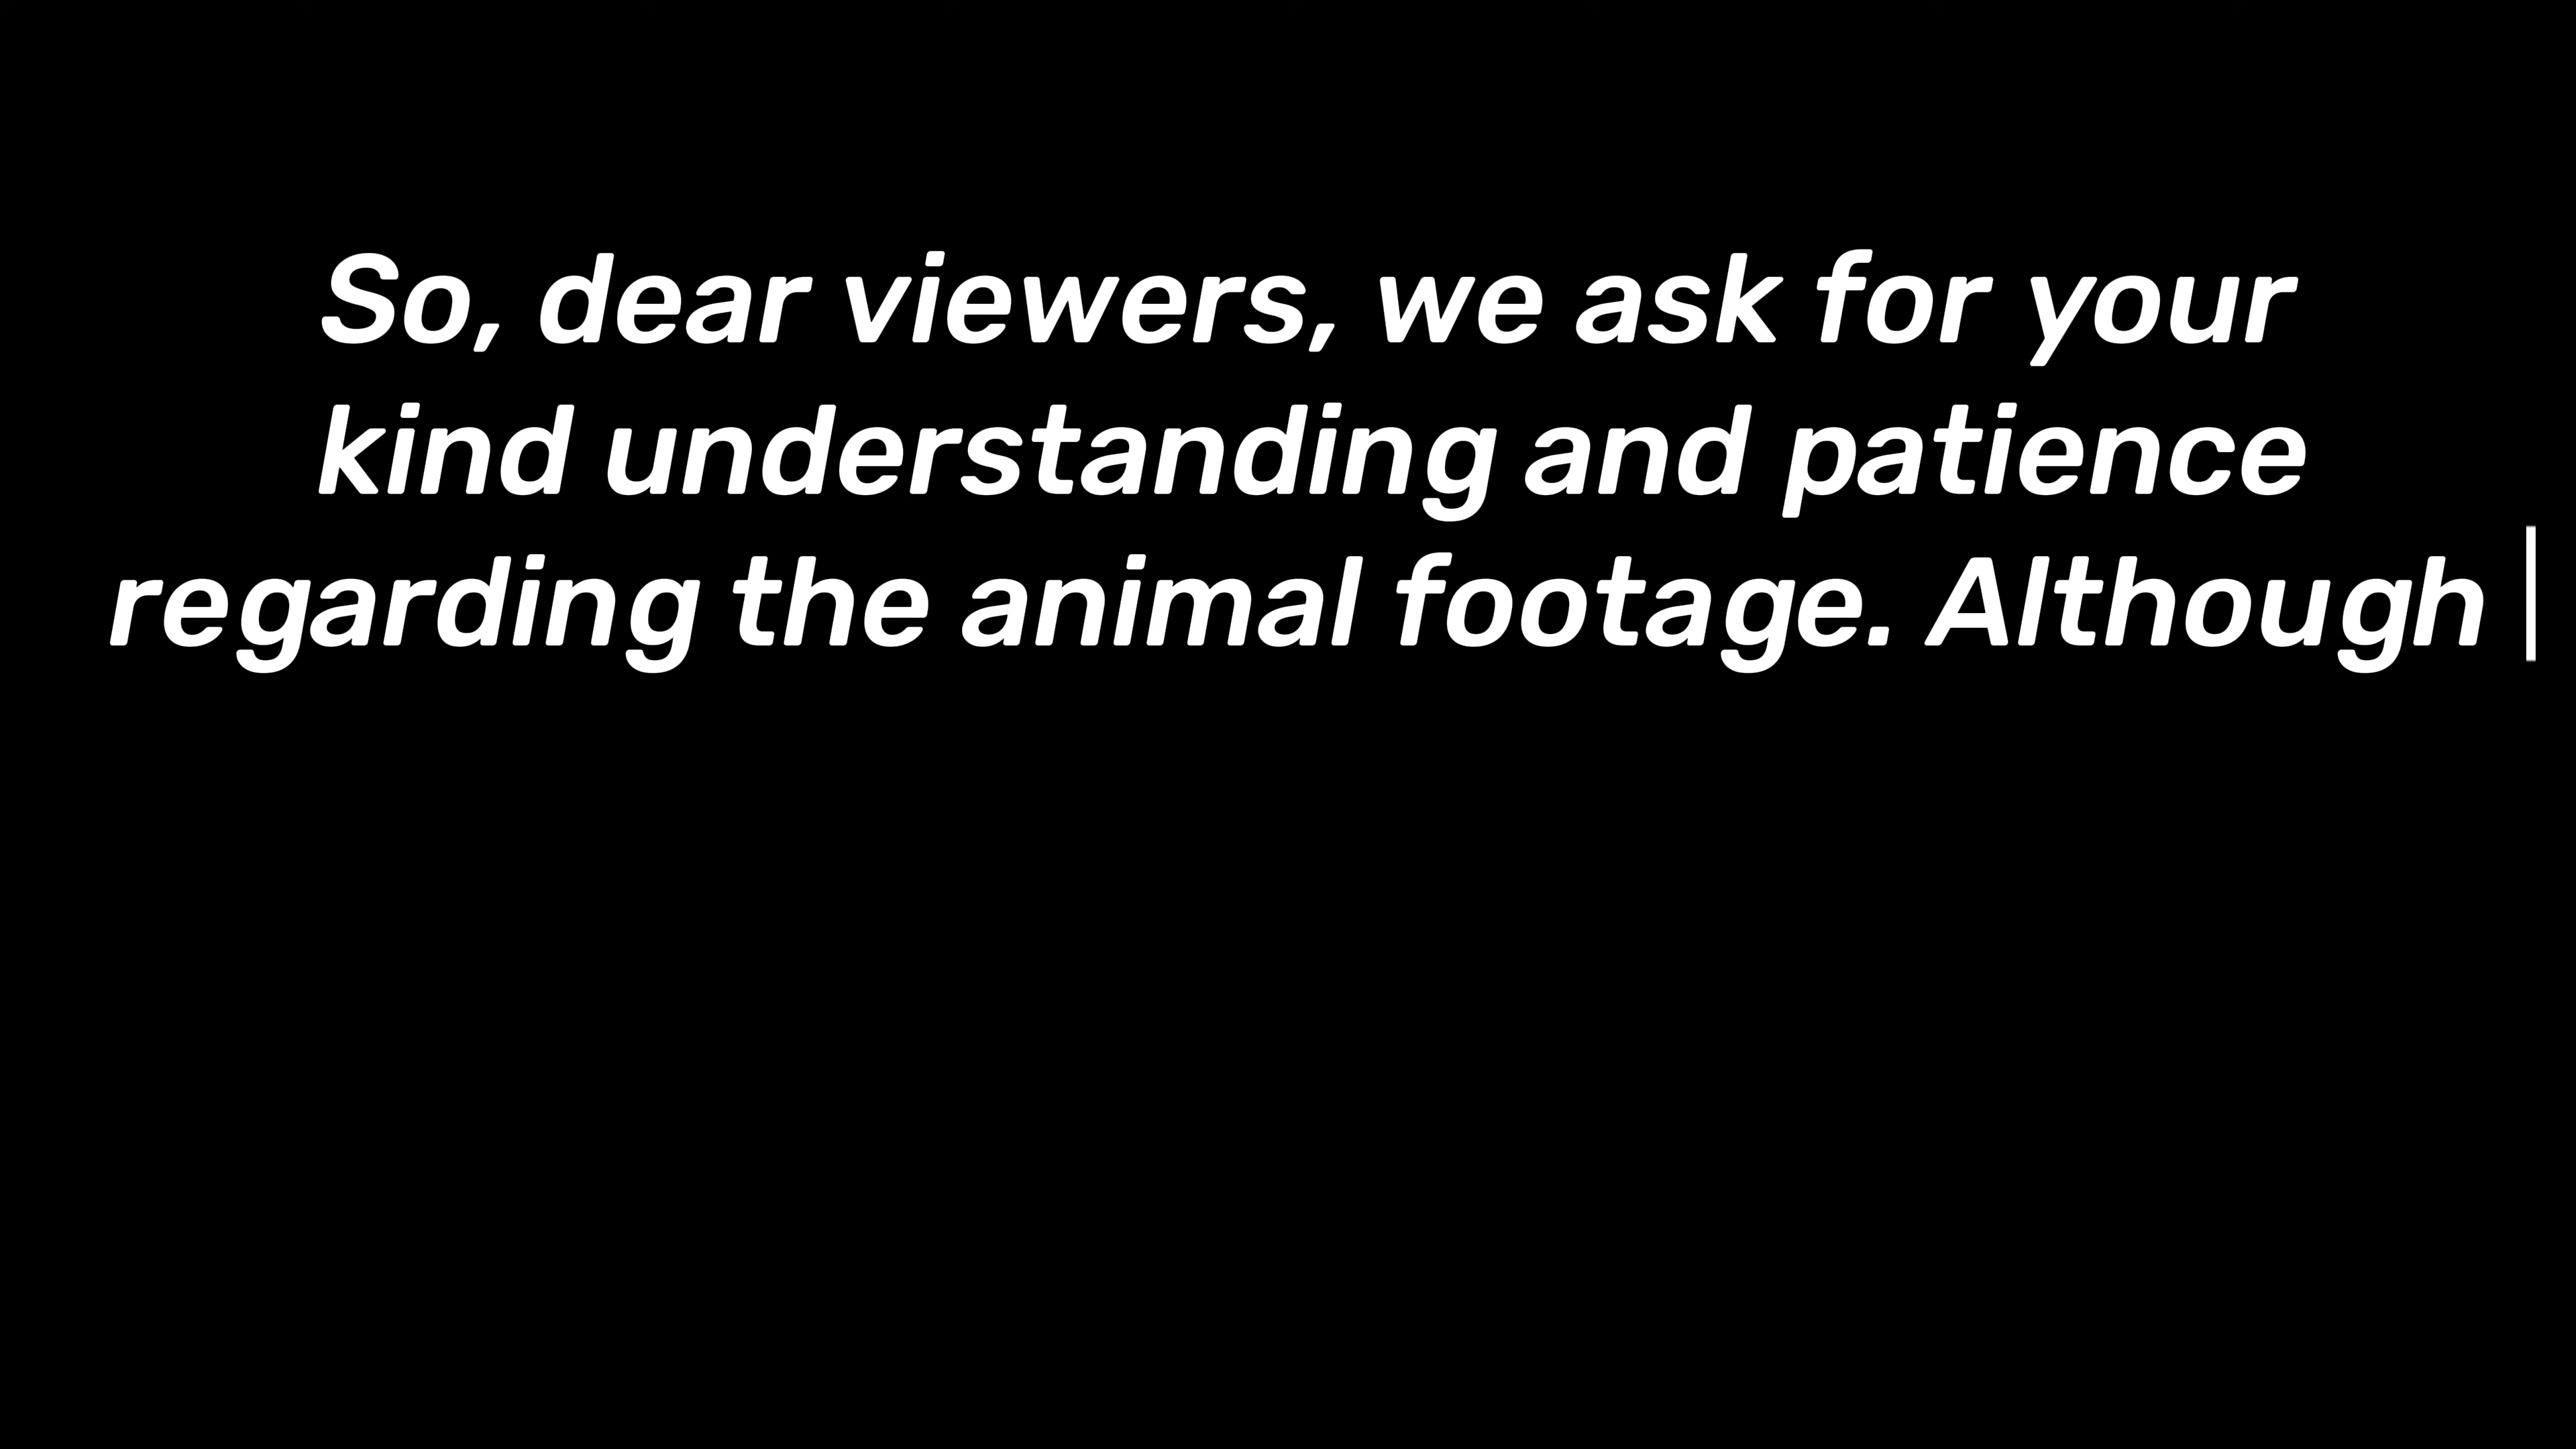 So, dear viewers, we ask for your
kind understanding and patience
regarding the animal footage. Although